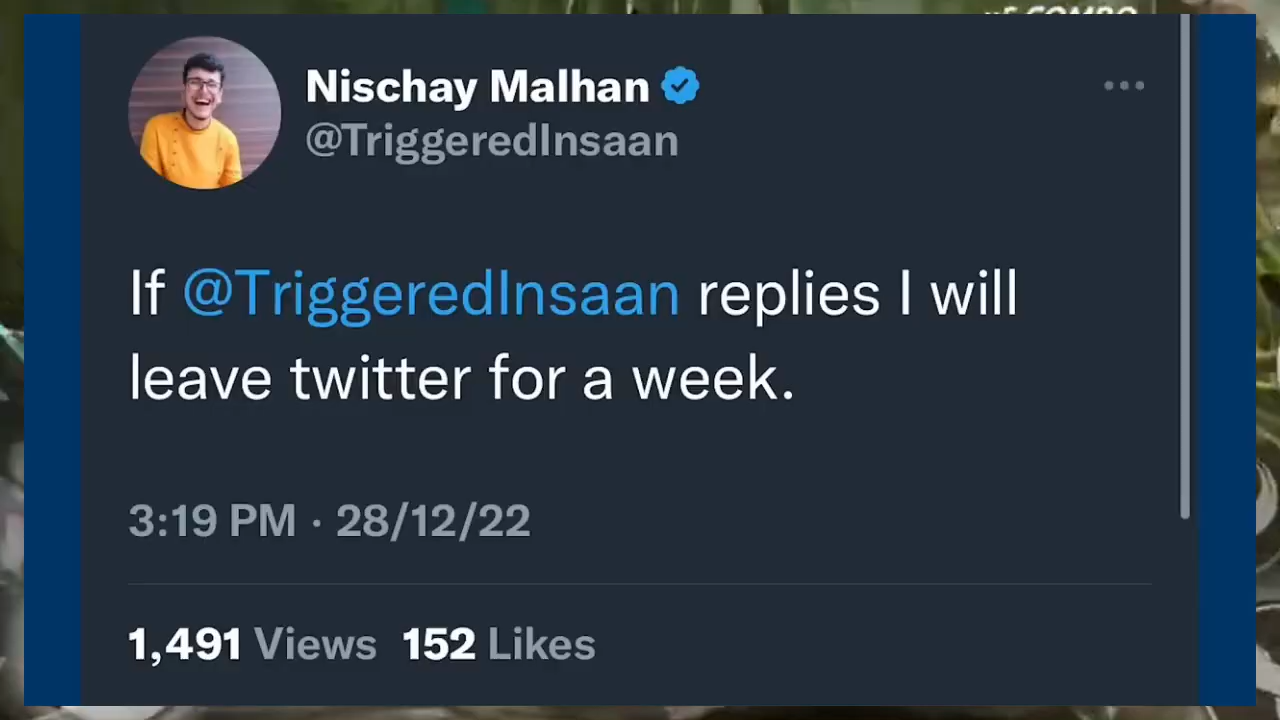 Nischay Malhan
@TriggeredInsaan
If @TriggeredInsaan replies I will
leave twitter for a week.
3:19 PM · 28/12/22
1,491 Views 152 Likes